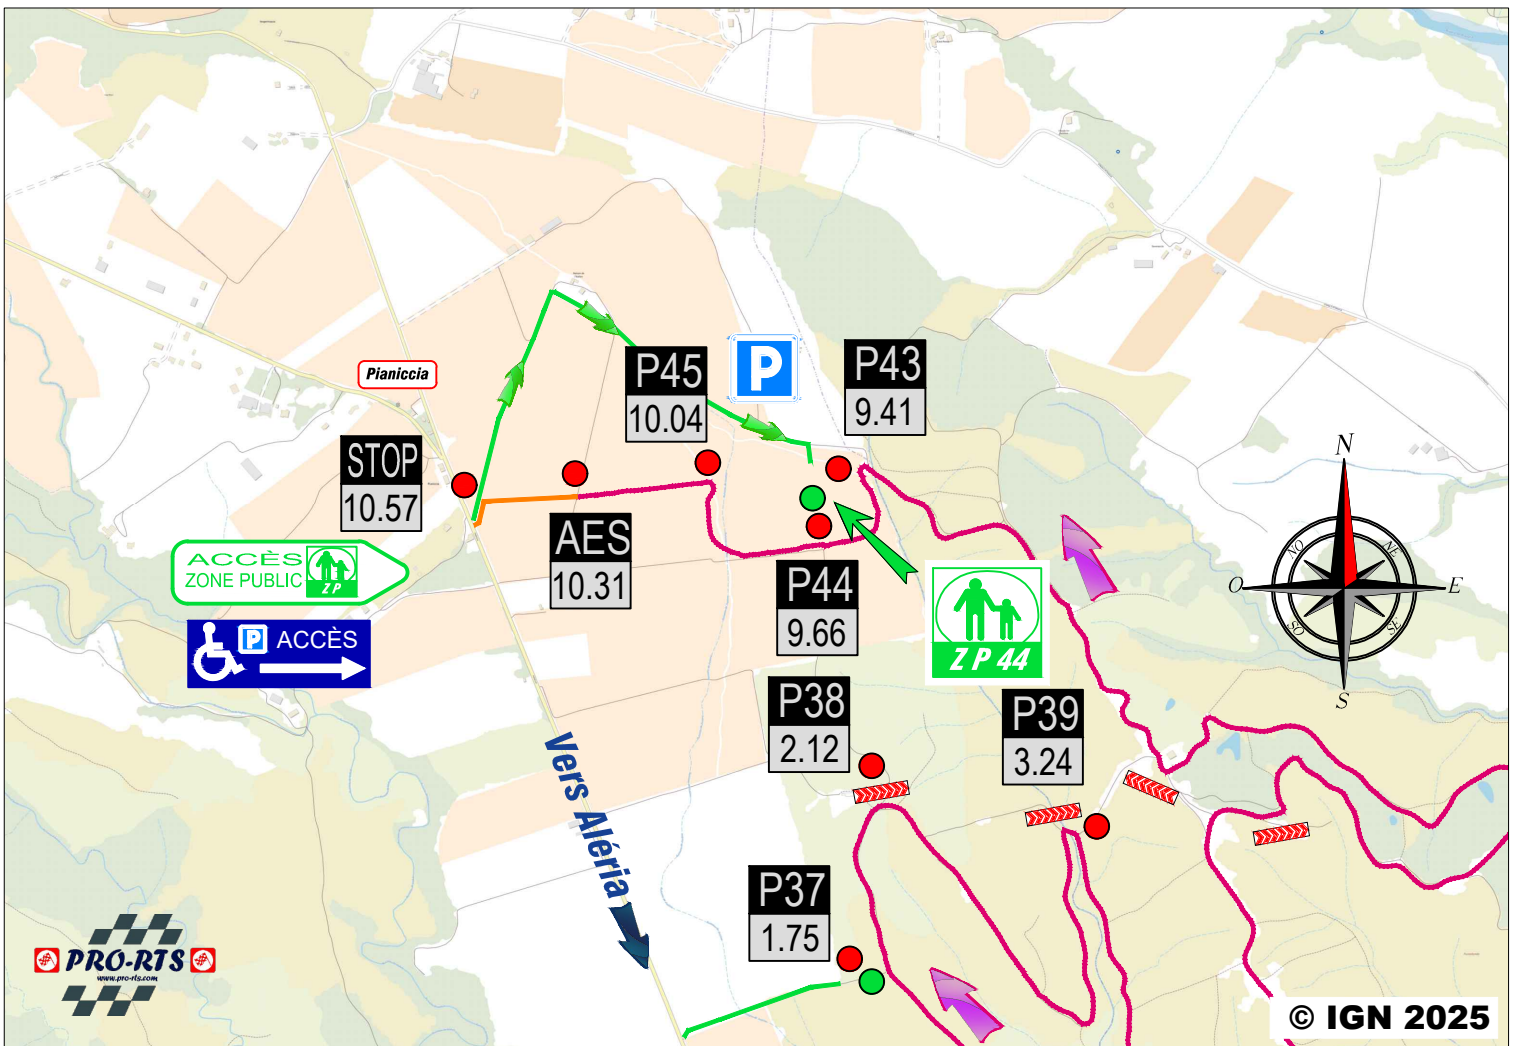 Pianiccia
P45
10.04
P
P43
9.41
STOP
10.57
AES
10.31
ACCÈS
ZONE PUBLIC
ZP
P ACCÈS
P44
9.66
ZP 44
N
NO
NE
O
E
SO
SE
S
P38
2.12
P39
3.24
Vers Aléria
P37
1.75
PRO-RTS
www.pro-rts.com
© IGN 2025